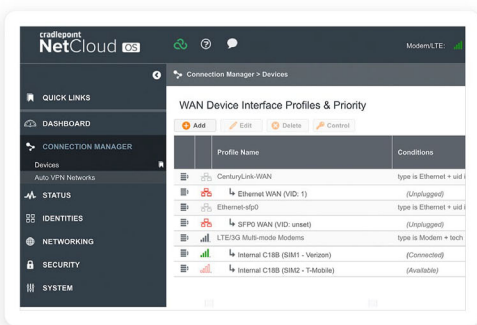 cradlepoint
NetCloud OS
Modem/LTE:
Connection Manager > Devices
QUICK LINKS
DASHBOARD
CONNECTION MANAGER
Devices
Auto VPN Networks
STATUS
IDENTITIES
NETWORKING
SECURITY
SYSTEM
WAN Device Interface Profiles & Priority
Add Edit Delete Control
Profile Name Conditions
CenturyLink-WAN type is Ethernet + uid i
Ethernet WAN (VID: 1) (Unplugged)
Ethernet-sfp0 type is Ethernet + uid i
SFP0 WAN (VID: unset) (Unplugged)
LTE/3G Multi-mode Modems type is Modem + tech
Internal C18B (SIM1 - Verizon) (Connected)
Internal C18B (SIM2 - T-Mobile) (Available)